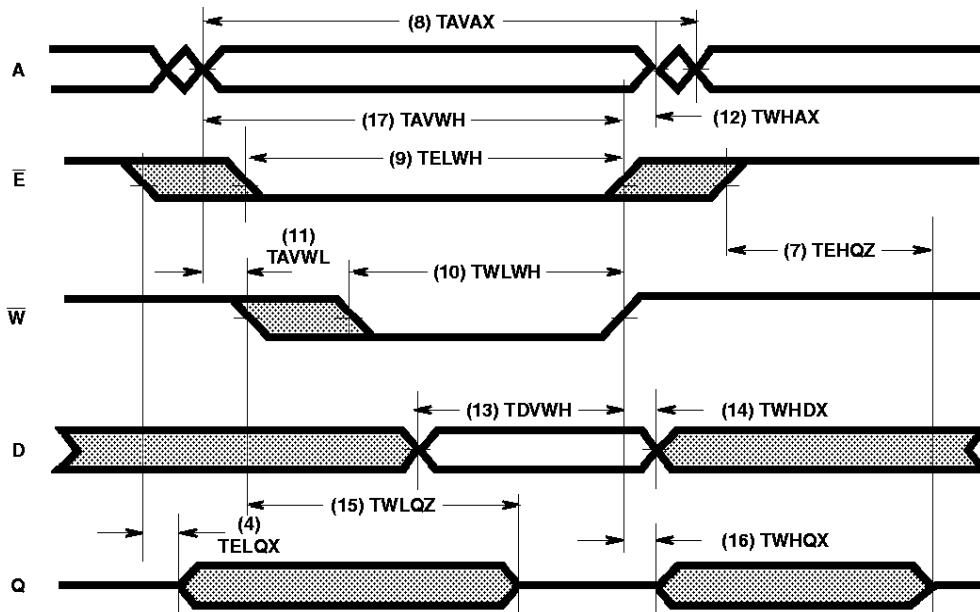 (8) TAVAX
A
(17) TAVWH
(12) TWHAX
(9) TELWH
E̅
(11)
TAVWL
(7) TEHQZ
(10) TWLWH
W̅
(13) TDVWH
(14) TWHDX
D
(15) TWLQZ
(4)
TELQX
(16) TWHQX
Q